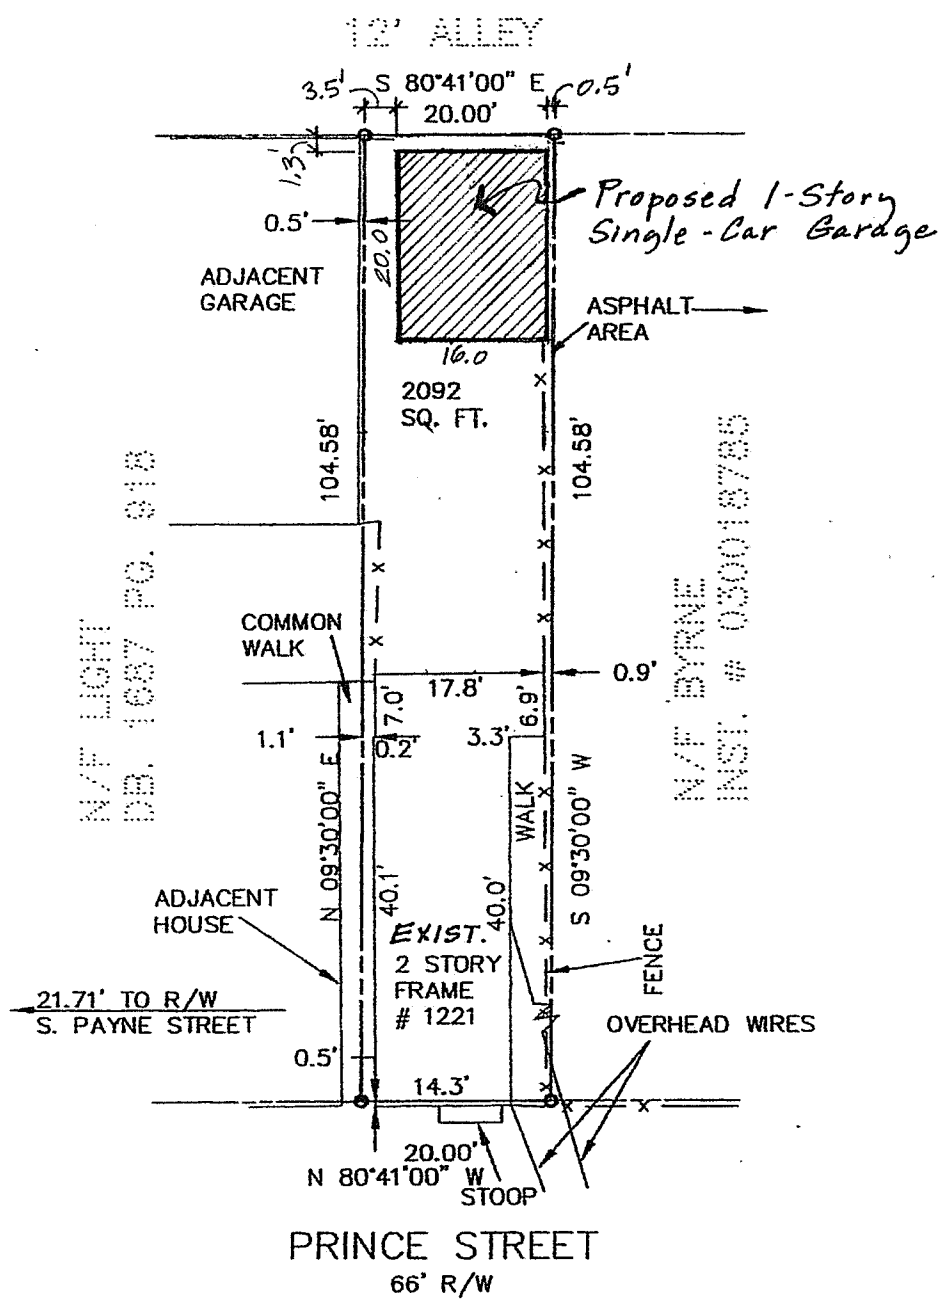 12' ALLEY
3.5'
S 80°41'00" E
0.5'
20.00'
1.3'
0.5'
20.0
Proposed 1-Story
Single-Car Garage
ADJACENT
GARAGE
ASPHALT
AREA
16.0
2092
SQ. FT.
104.58'
104.58'
N/F LIGHT
DB. 1687 PG. 918
N/F BYRNE
INST. # 030018785
COMMON
WALK
17.8'
0.9'
7.0'
6.9'
1.1'
0.2'
3.3'
N 09°30'00" E
WALK
S 09°30'00" W
ADJACENT
HOUSE
40.1'
40.0'
EXIST.
2 STORY
FRAME
# 1221
FENCE
21.71' TO R/W
S. PAYNE STREET
OVERHEAD WIRES
0.5'
14.3'
20.00'
N 80°41'00" W
STOOP
PRINCE STREET
66' R/W